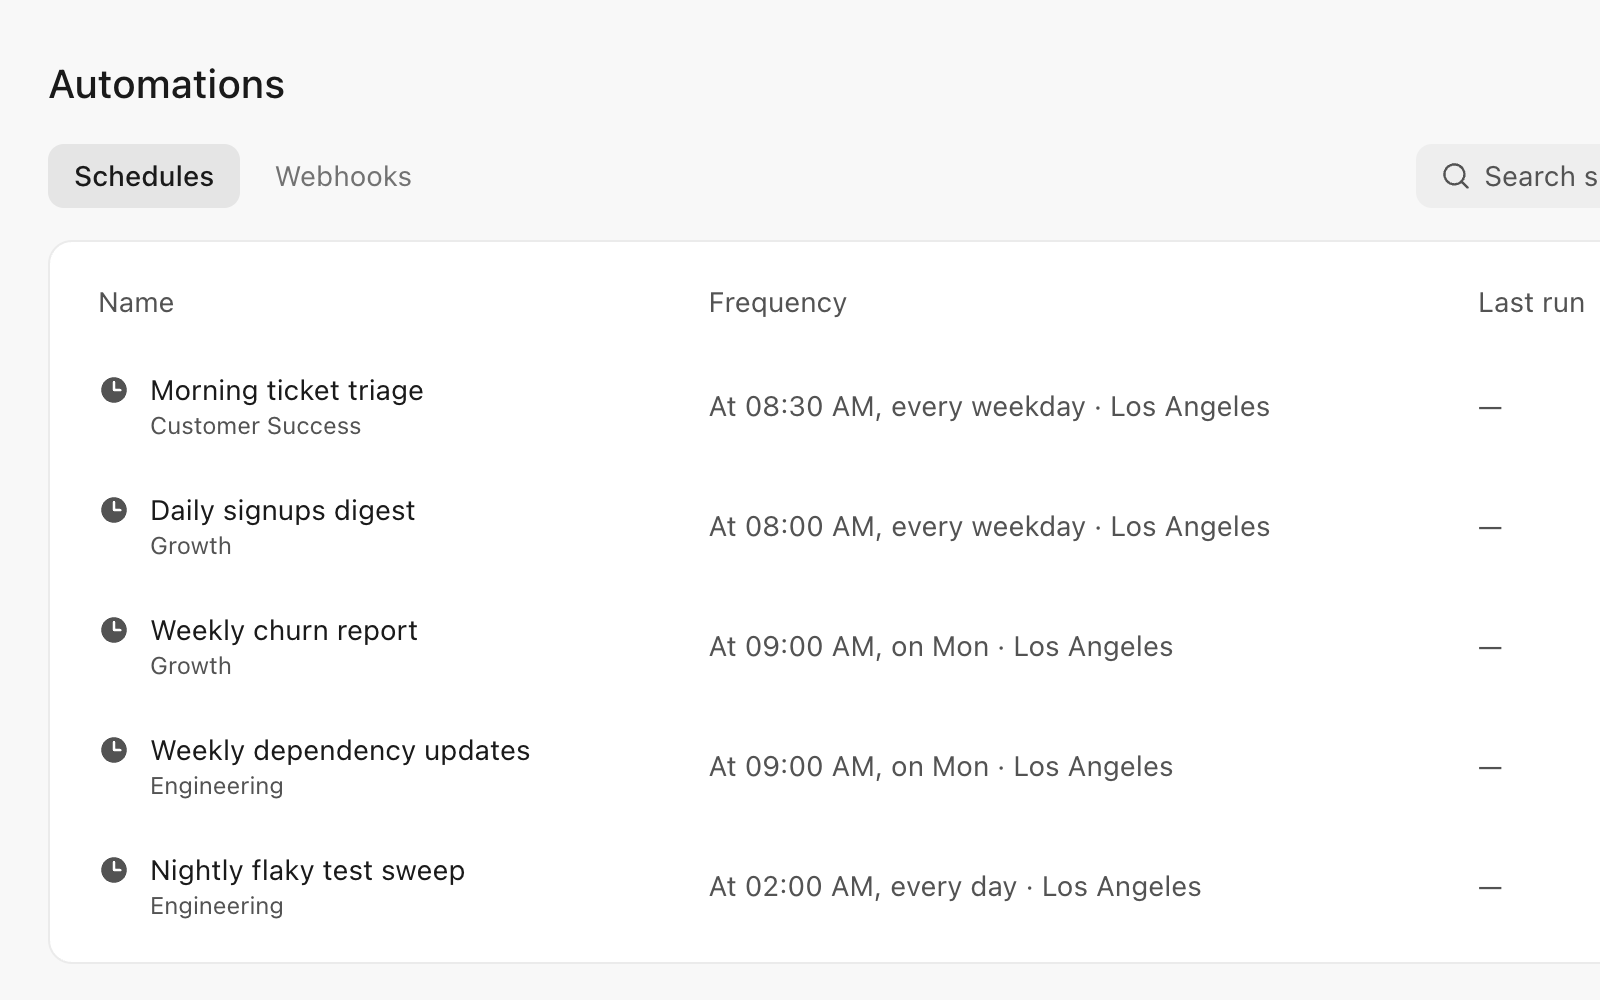 Automations
Schedules
Webhooks
Search s
Name
Frequency
Last run
Morning ticket triage
Customer Success
At 08:30 AM, every weekday · Los Angeles
—
Daily signups digest
Growth
At 08:00 AM, every weekday · Los Angeles
—
Weekly churn report
Growth
At 09:00 AM, on Mon · Los Angeles
—
Weekly dependency updates
Engineering
At 09:00 AM, on Mon · Los Angeles
—
Nightly flaky test sweep
Engineering
At 02:00 AM, every day · Los Angeles
—